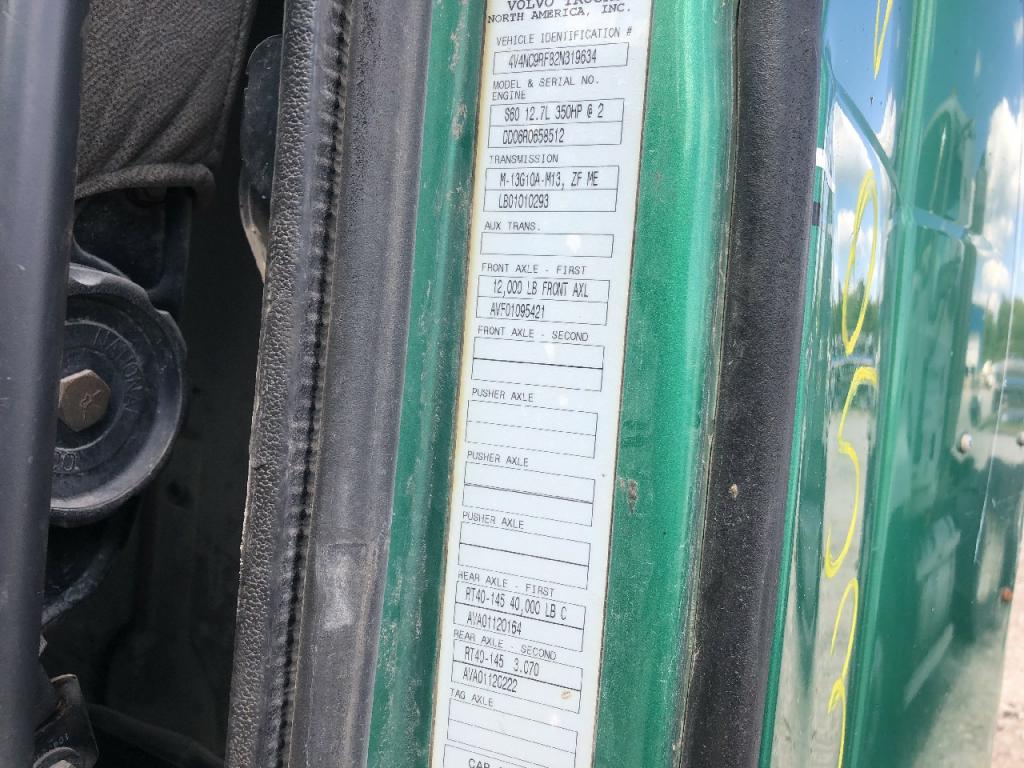 VOLVO TRUCKS
NORTH AMERICA, INC.
VEHICLE IDENTIFICATION #
4V4NC9RF82N319634
MODEL & SERIAL NO.
ENGINE
S60 12.7L 350HP @ 2
DDO6R0658512
TRANSMISSION
M-13G10A-M13, ZF ME
LB01010293
AUX TRANS.
FRONT AXLE - FIRST
12,000 LB FRONT AXL
AVF01095421
FRONT AXLE - SECOND
PUSHER AXLE
PUSHER AXLE
PUSHER AXLE
REAR AXLE - FIRST
RT40-145 40,000 LB C
AVA01120164
REAR AXLE - SECOND
RT40-145 3.070
AVA01120222
TAG AXLE
CAB
NATIONAL